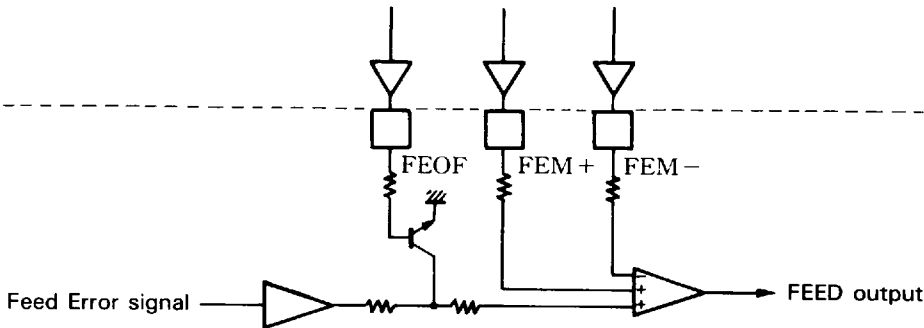 FEOF
FEM+
FEM−
−
+
+
Feed Error signal
FEED output